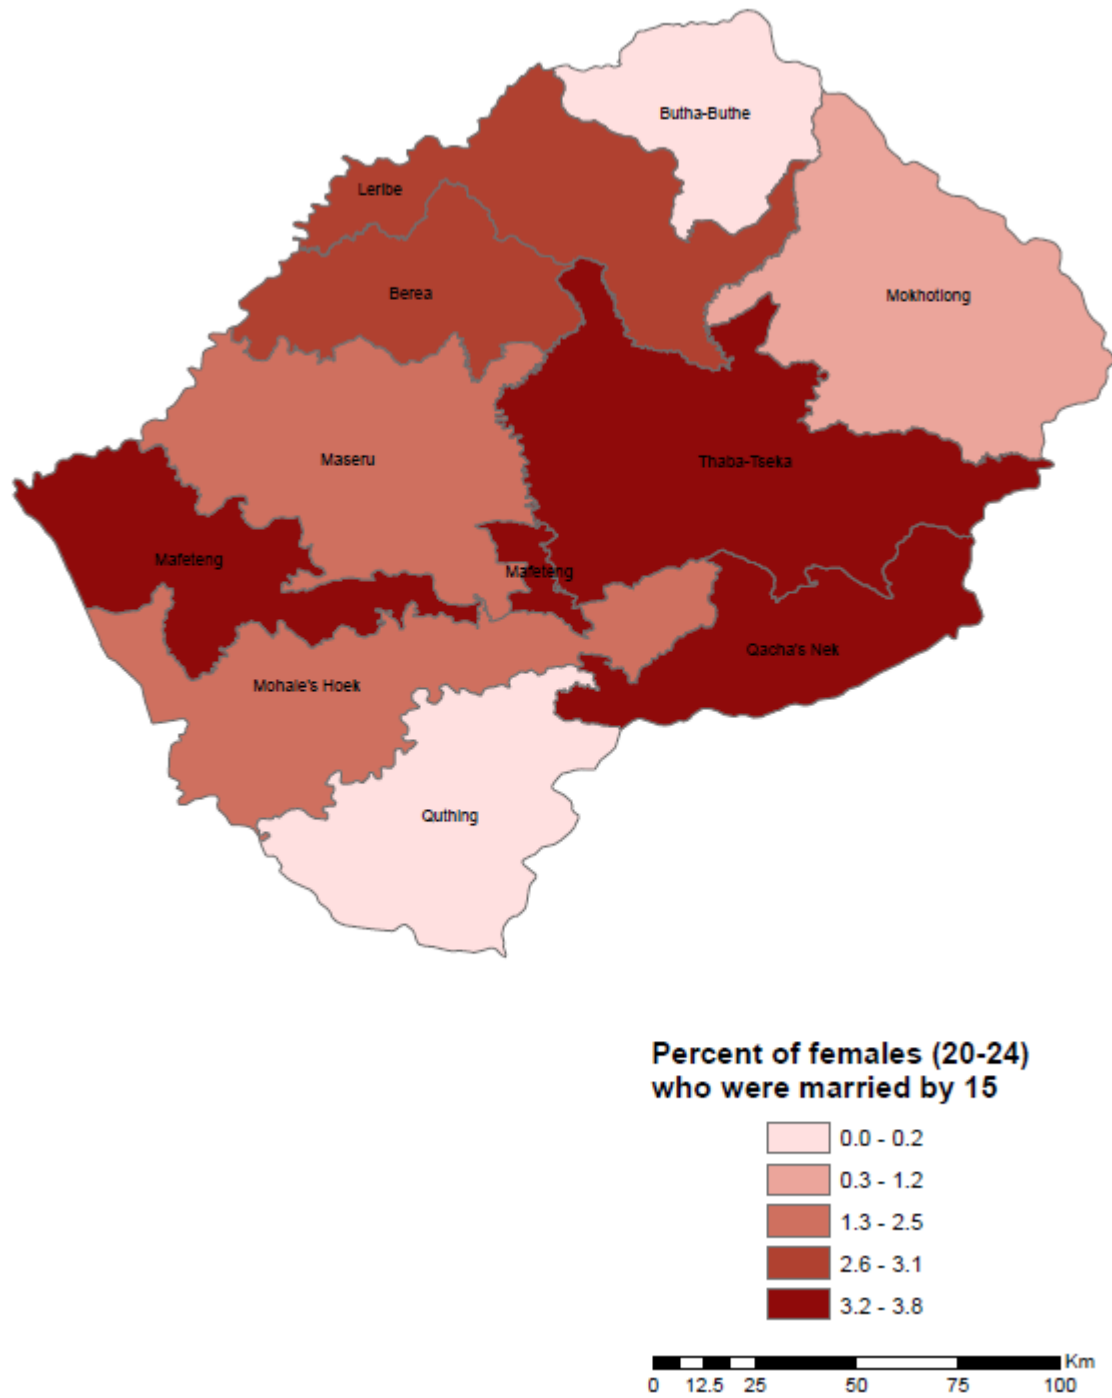 Butha-Buthe
Leribe
Berea
Mokhotlong
Maseru
Thaba-Tseka
Mafeteng
Mafeteng
Qacha's Nek
Mohale's Hoek
Quthing
Percent of females (20-24)
who were married by 15
0.0 - 0.2
0.3 - 1.2
1.3 - 2.5
2.6 - 3.1
3.2 - 3.8
Km
0 12.5 25 50 75 100